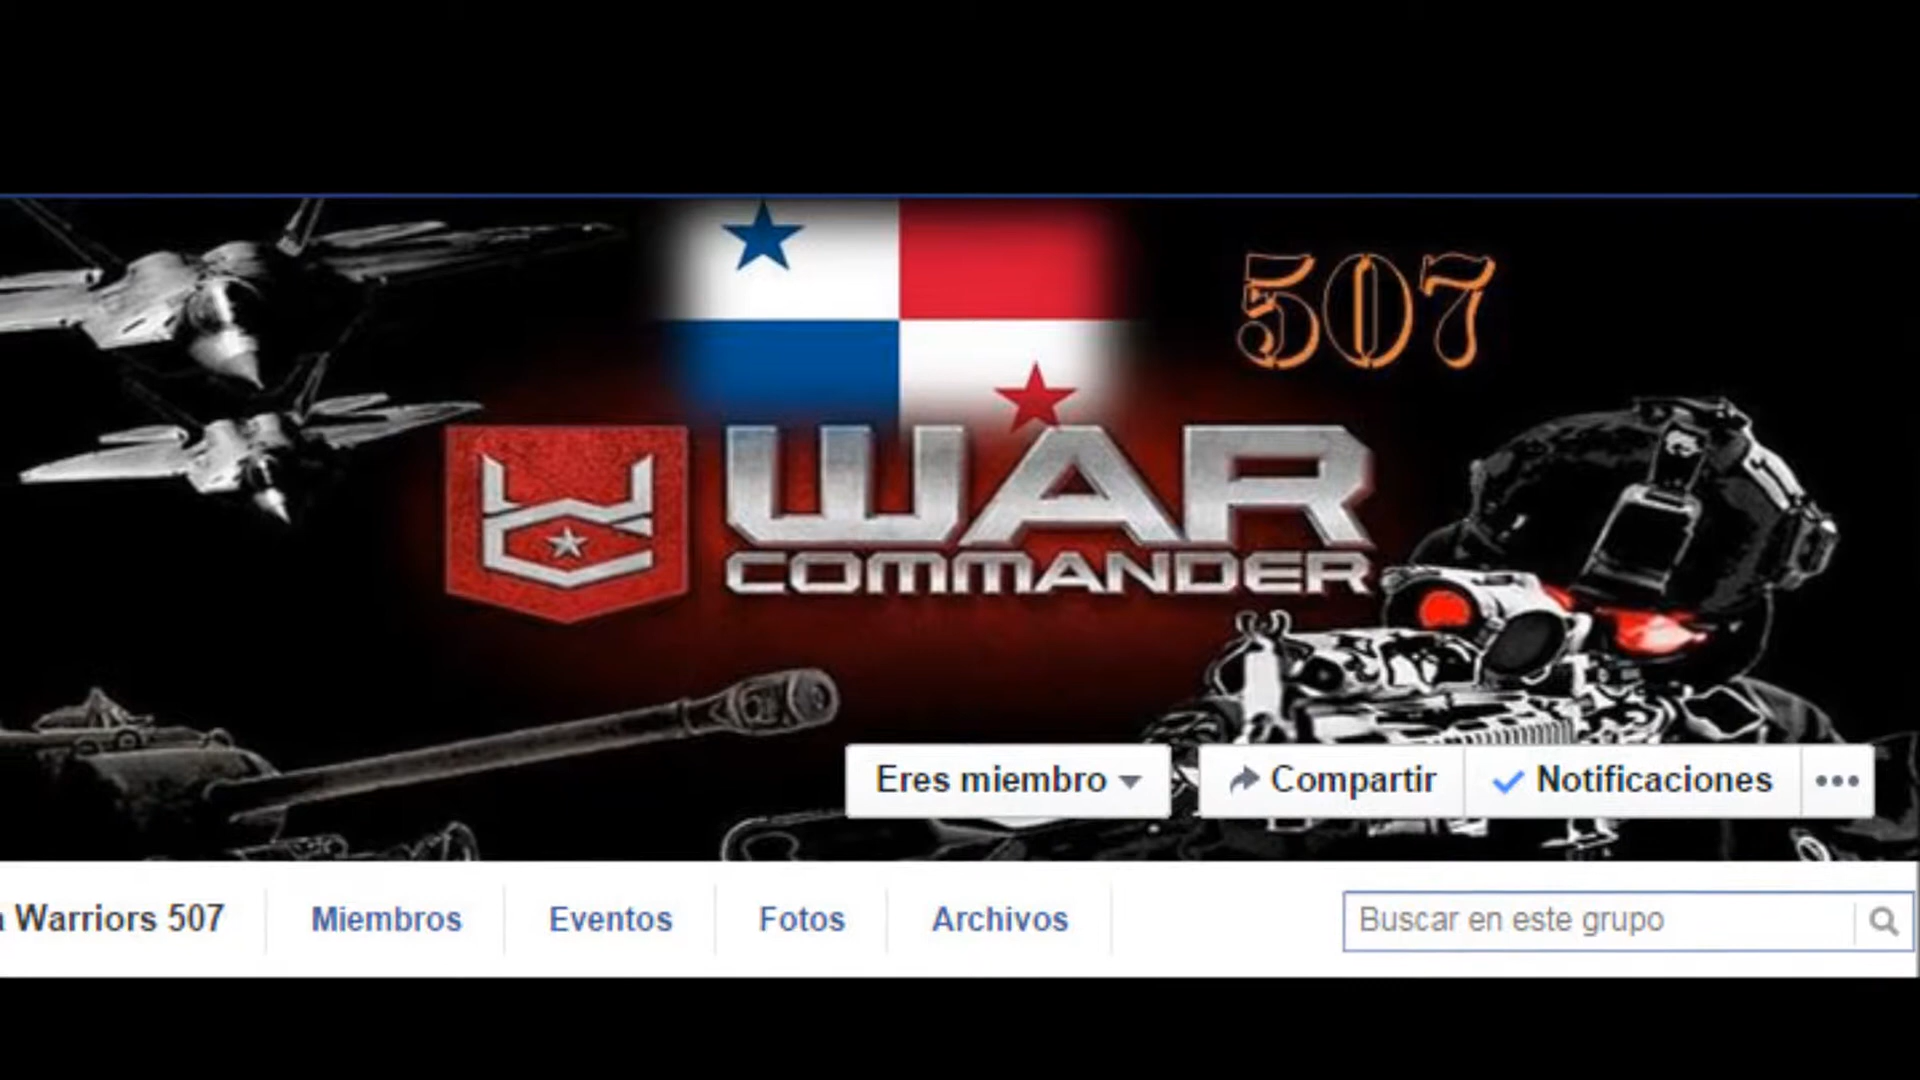 507
WAR
COMMANDER
Eres miembro
Compartir
Notificaciones
Warriors 507
Miembros
Eventos
Fotos
Archivos
Buscar en este grupo